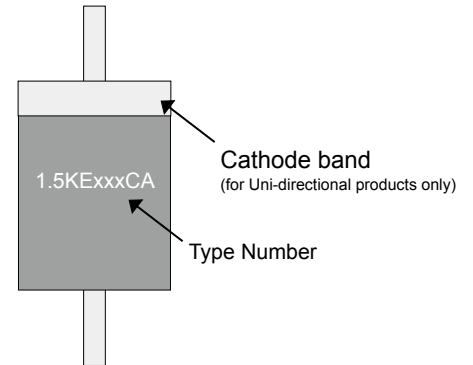 1.5KExxxCA
Cathode band
(for Uni-directional products only)
Type Number